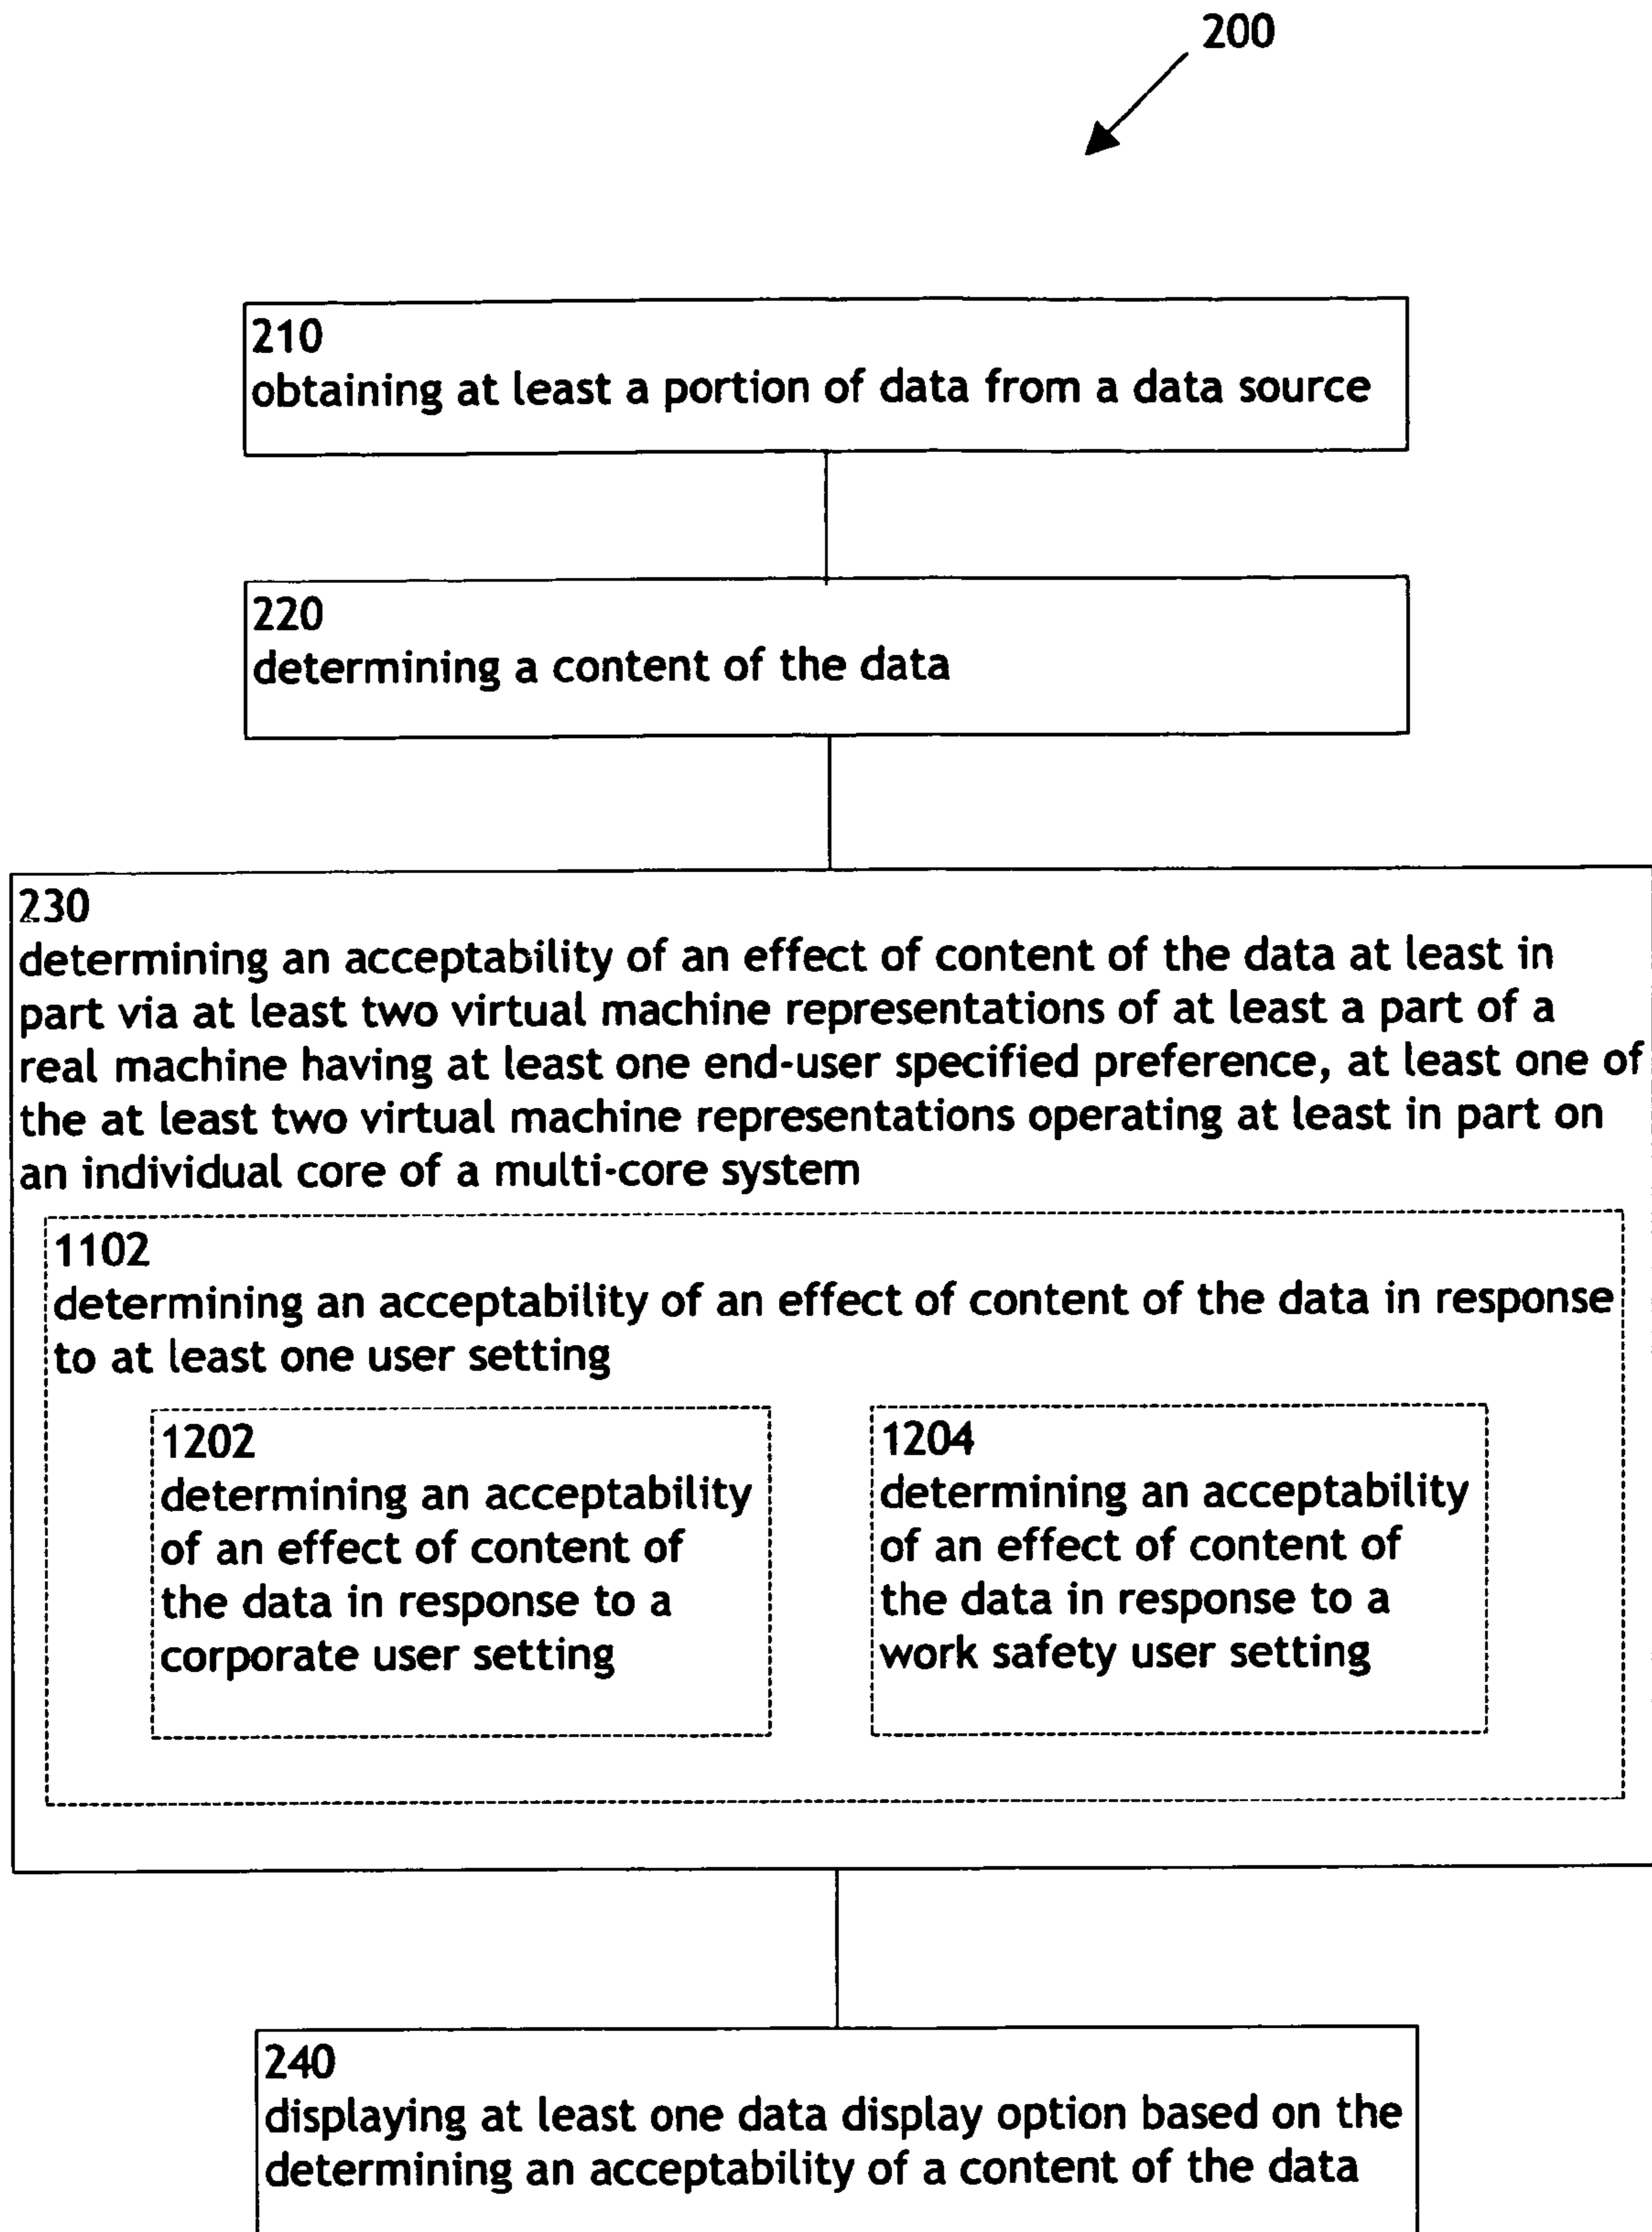 200
210
obtaining at least a portion of data from a data source
220
determining a content of the data
230
determining an acceptability of an effect of content of the data at least in
part via at least two virtual machine representations of at least a part of a
real machine having at least one end-user specified preference, at least one of
the at least two virtual machine representations operating at least in part on
an individual core of a multi-core system
1102
determining an acceptability of an effect of content of the data in response
to at least one user setting
1202
determining an acceptability
of an effect of content of
the data in response to a
corporate user setting
1204
determining an acceptability
of an effect of content of
the data in response to a
work safety user setting
240
displaying at least one data display option based on the
determining an acceptability of a content of the data